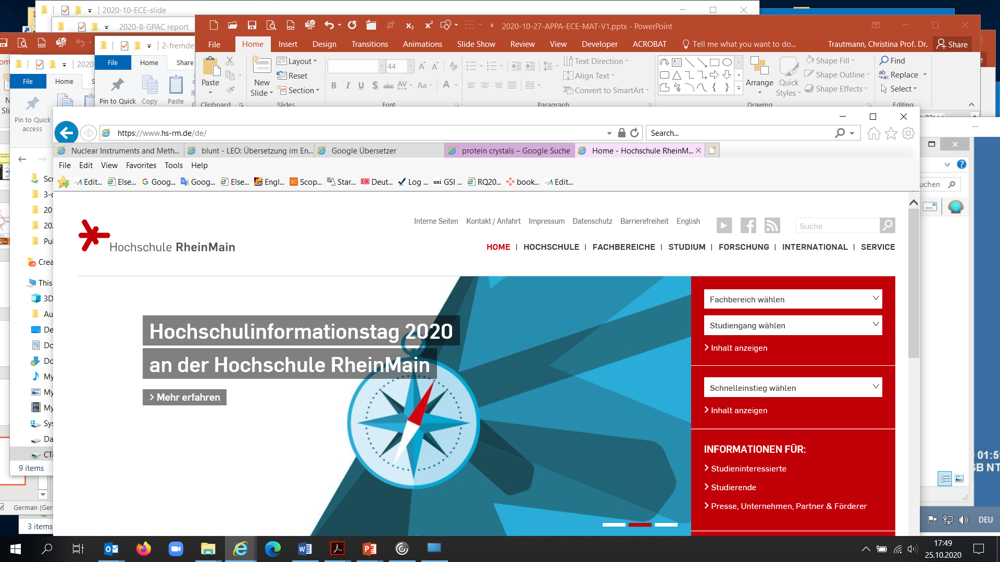 2020-10-ECE-slide
2020-8-GPAC report
2020-10-27-APPA-ECE-MAT-V1.pptx - PowerPoint
2-fremde
File Home Insert Design Transitions Animations Slide Show Review View Developer ACROBAT Tell me what you want to do... Trautmann, Christina Prof. Dr. Share
File Home Share
File Home
Paste
New Slide
Layout
Reset
Section
44
Text Direction
Align Text
Convert to SmartArt
Arrange
Quick Styles
Shape Fill
Shape Outline
Shape Effects
Find
Replace
Select
Clipboard Slides Font Paragraph Drawing Editing
Pin to Quick Copy Paste
Pin to Quick access
https://www.hs-rm.de/de/
Search...
Nuclear Instruments and Meth...
blunt - LEO: Übersetzung im En...
Google Übersetzer
protein crystals – Google Suche
Home - Hochschule RheinM...
File Edit View Favorites Tools Help
Edit... Else... Goog... Goog... Else... Engl... Scop... Star... Deut... Log ... GSI ... RQ20... book... Edit...
uchen
Interne Seiten Kontakt / Anfahrt Impressum Datenschutz Barrierefreiheit English
Suche
Hochschule RheinMain
HOME | HOCHSCHULE | FACHBEREICHE | STUDIUM | FORSCHUNG | INTERNATIONAL | SERVICE
Hochschulinformationstag 2020
an der Hochschule RheinMain
Mehr erfahren
Fachbereich wählen
Studiengang wählen
Inhalt anzeigen
Schnelleinstieg wählen
Inhalt anzeigen
INFORMATIONEN FÜR:
Studieninteressierte
Studierende
Presse, Unternehmen, Partner & Förderer
Scr
3-c
201
202
Pul
Crea
This
3D
Au
De
Do
Do
My
My
My
Sys
Da
CTr
9 items
German (Ger
3 items
DEU
17:49
25.10.2020